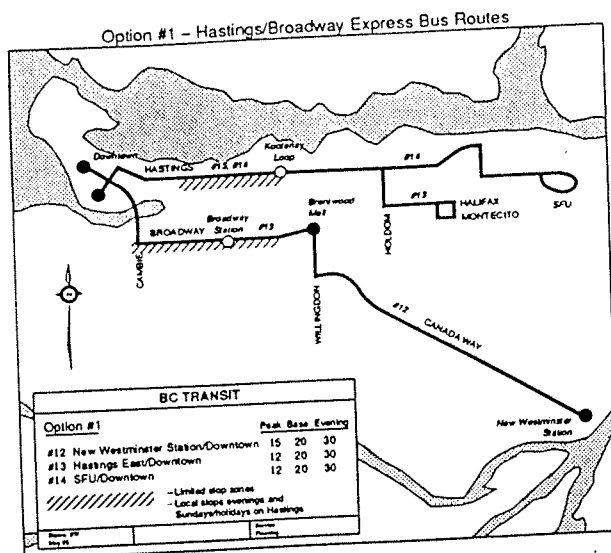 Option #1 – Hastings/Broadway Express Bus Routes
Kootenay
Loop
Downtown
HASTINGS
#13, #14
#14
#13
HALIFAX
MONTECITO
SFU
HOLDOM
Brentwood
Mall
Broadway
Station
BROADWAY
CAMBIE
WILLINGDON
#12
CANADA WAY
New Westminster
Station
BC TRANSIT
Option #1
Peak Base Evening
#12 New Westminster Station/Downtown 15 20 30
#13 Hastings East/Downtown 12 20 30
#14 SFU/Downtown 12 20 30
– Limited stop zones
– Local stops evenings and
Sundays/holidays on Hastings
Planning